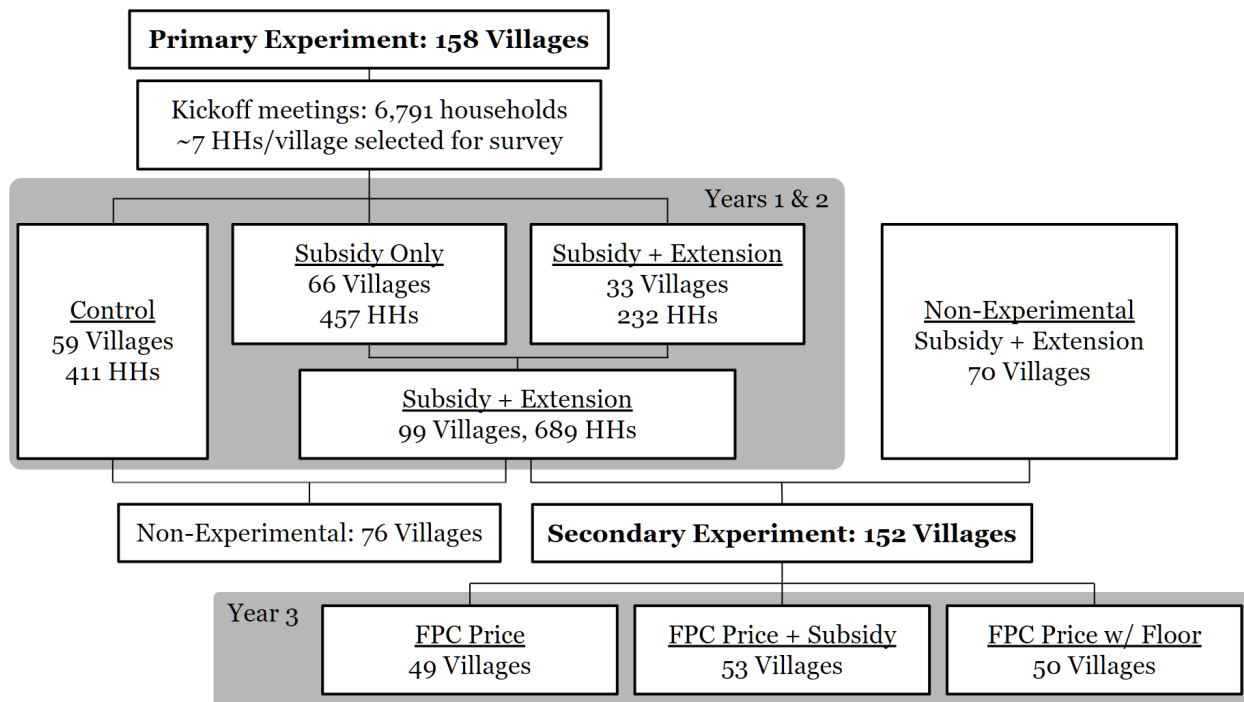 Primary Experiment: 158 Villages
Kickoff meetings: 6,791 households
~7 HHs/village selected for survey
Years 1 & 2
Control
59 Villages
411 HHs
Subsidy Only
66 Villages
457 HHs
Subsidy + Extension
33 Villages
232 HHs
Subsidy + Extension
99 Villages, 689 HHs
Non-Experimental
Subsidy + Extension
70 Villages
Non-Experimental: 76 Villages
Secondary Experiment: 152 Villages
Year 3
FPC Price
49 Villages
FPC Price + Subsidy
53 Villages
FPC Price w/ Floor
50 Villages